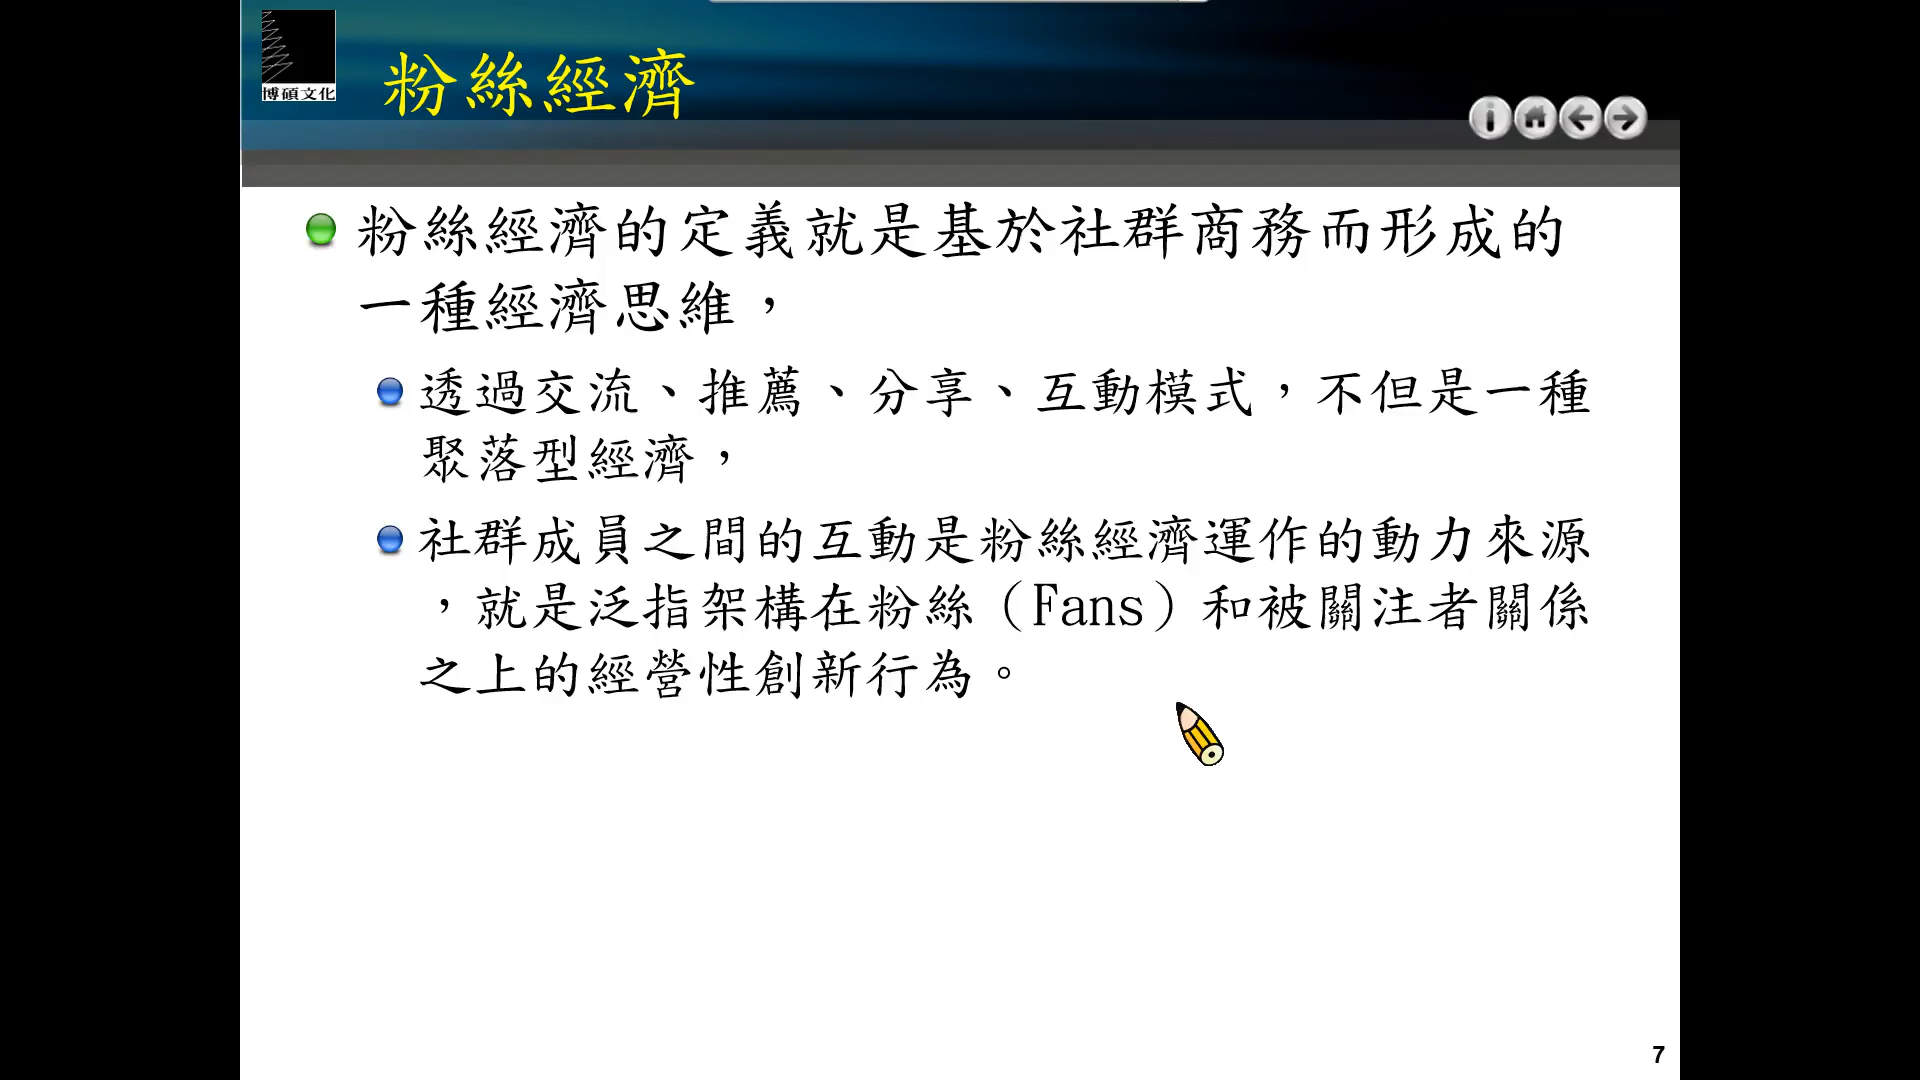 博碩文化
粉絲經濟
粉絲經濟的定義就是基於社群商務而形成的
一種經濟思維，
透過交流、推薦、分享、互動模式，不但是一種
聚落型經濟，
社群成員之間的互動是粉絲經濟運作的動力來源
，就是泛指架構在粉絲（Fans）和被關注者關係
之上的經營性創新行為。
7